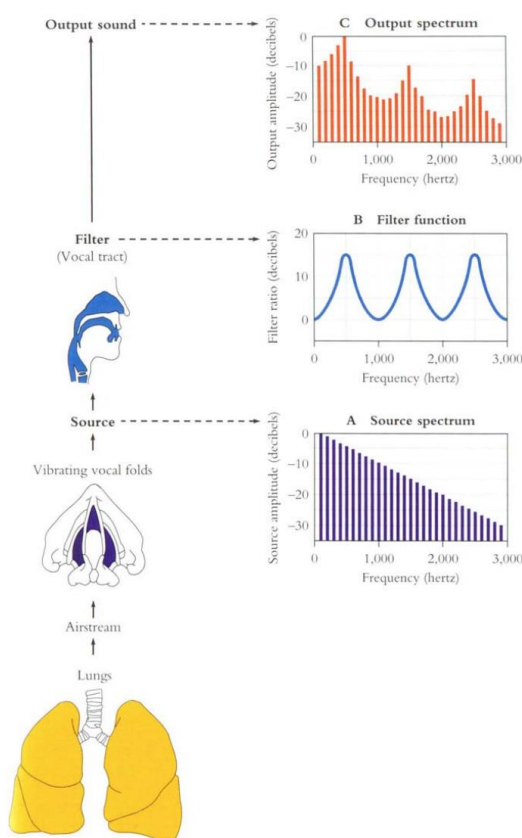 Output sound
C Output spectrum
Output amplitude (decibels)
0
−10
−20
−30
0 1,000 2,000 3,000
Frequency (hertz)
Filter
(Vocal tract)
B Filter function
Filter ratio (decibels)
20
10
0
0 1,000 2,000 3,000
Frequency (hertz)
Source
A Source spectrum
Source amplitude (decibels)
0
−10
−20
−30
0 1,000 2,000 3,000
Frequency (hertz)
Vibrating vocal folds
Airstream
Lungs